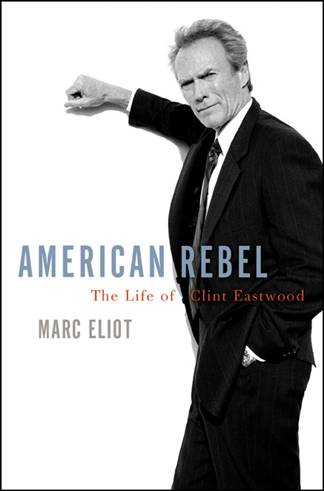 AMERICAN REBEL
The Life of Clint Eastwood
MARC ELIOT